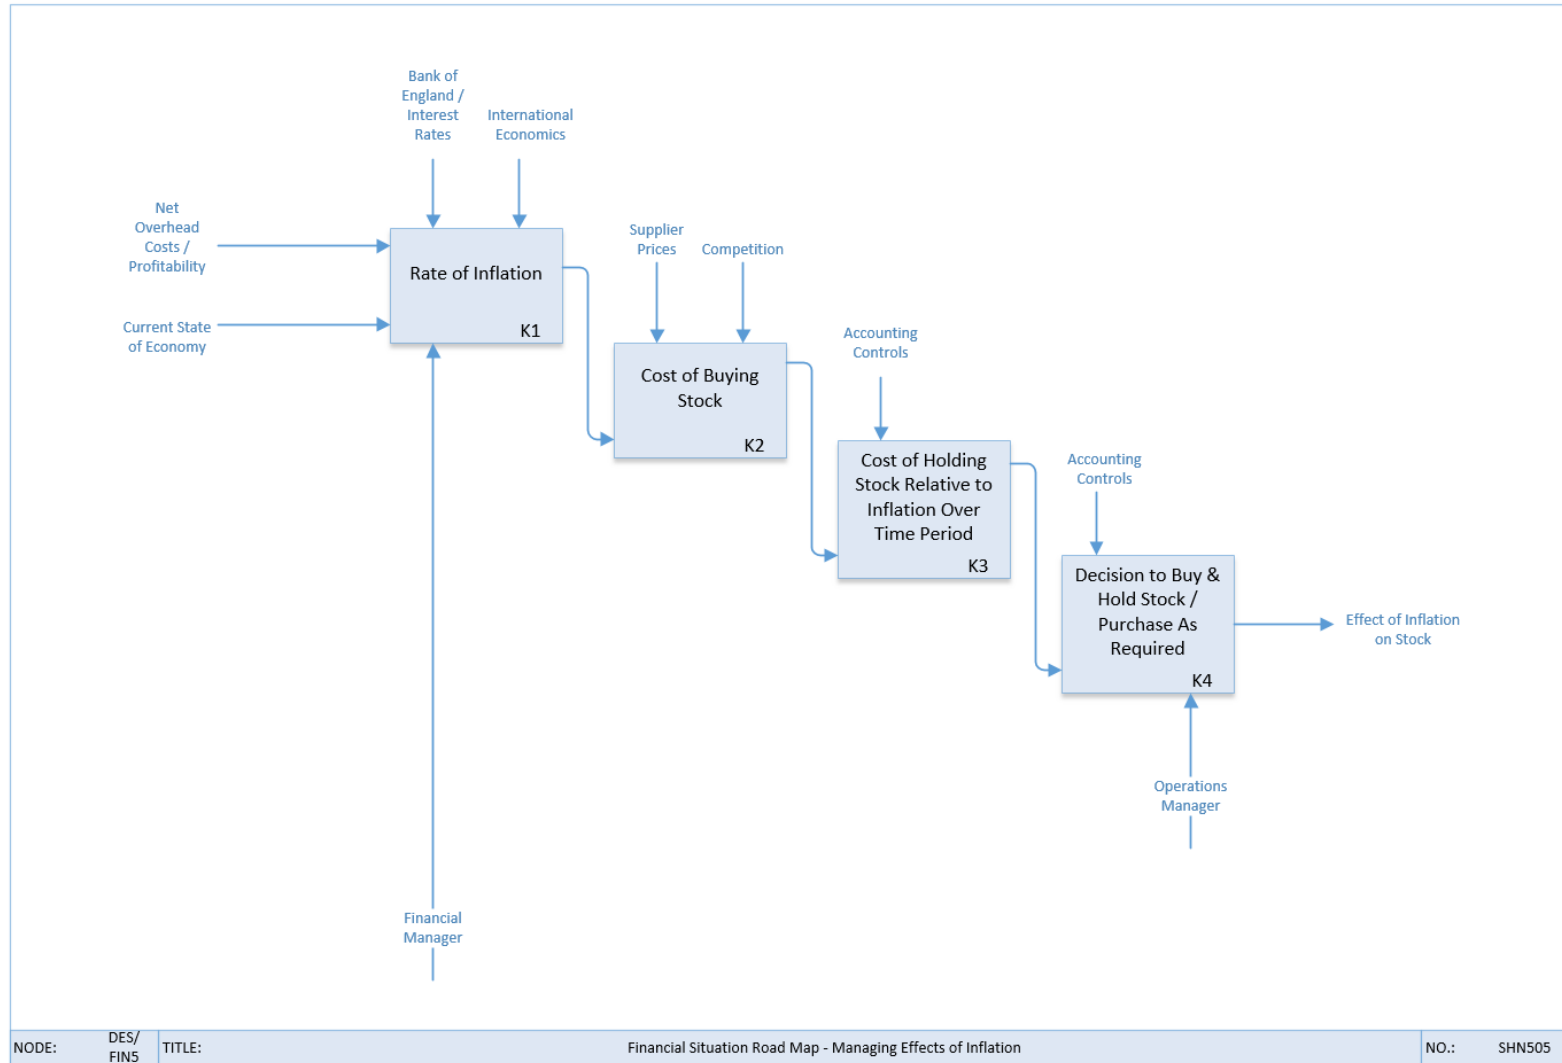 Bank of
England /
Interest
Rates
International
Economics
Net
Overhead
Costs /
Profitability
Current State
of Economy
Rate of Inflation
K1
Supplier
Prices
Competition
Cost of Buying
Stock
K2
Accounting
Controls
Cost of Holding
Stock Relative to
Inflation Over
Time Period
K3
Accounting
Controls
Decision to Buy &
Hold Stock /
Purchase As
Required
K4
Effect of Inflation
on Stock
Operations
Manager
Financial
Manager
NODE:
DES/
FIN5
TITLE:
Financial Situation Road Map - Managing Effects of Inflation
NO.:
SHN505